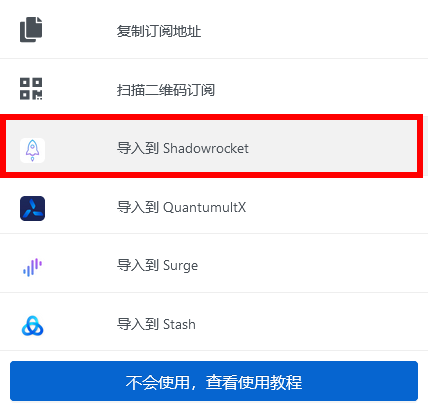 复制订阅地址
扫描二维码订阅
导入到 Shadowrocket
导入到 QuantumultX
导入到 Surge
导入到 Stash
不会使用，查看使用教程